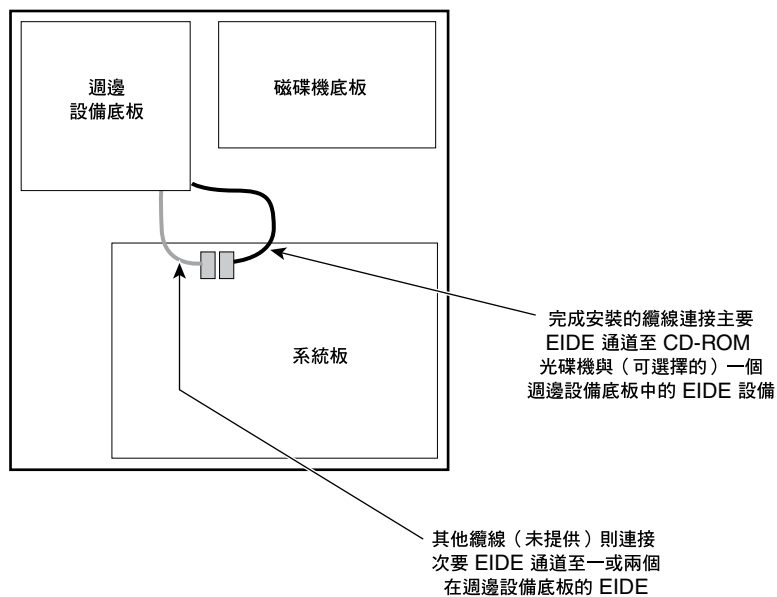 週邊
設備底板
磁碟機底板
系統板
完成安裝的纜線連接主要
EIDE 通道至 CD-ROM
光碟機與（可選擇的）一個
週邊設備底板中的 EIDE 設備
其他纜線（未提供）則連接
次要 EIDE 通道至一或兩個
在週邊設備底板的 EIDE